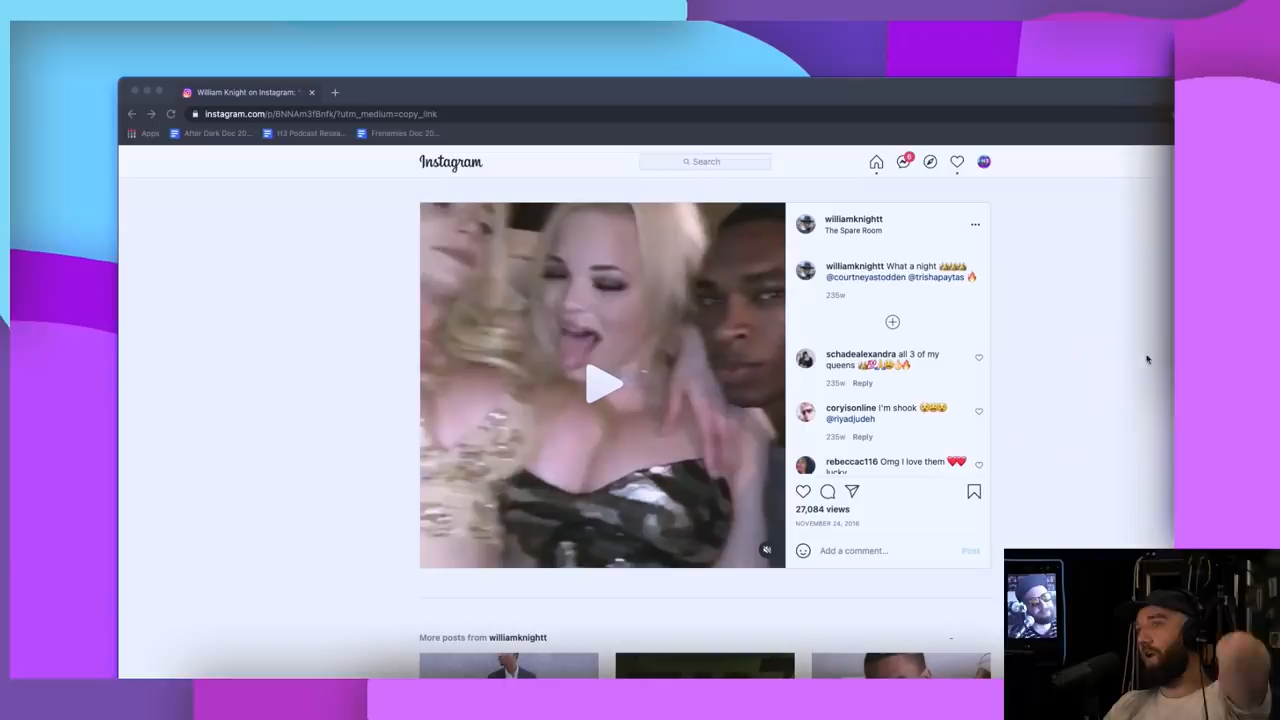 William Knight on Instagram: "
instagram.com/p/BNNAm3fBnfk/?utm_medium=copy_link
Apps
After Dark Doc 20...
H3 Podcast Resea...
Frenemies Doc 20...
Instagram
Search
6
williamknightt
The Spare Room
williamknightt What a night 
@courtneyastodden @trishapaytas
235w
schadealexandra all 3 of my
queens
235w Reply
coryisonline I'm shook
@riyadjudeh
235w Reply
rebeccac116 Omg I love them
lucky
27,084 views
NOVEMBER 24, 2016
Add a comment...
Post
More posts from williamknightt